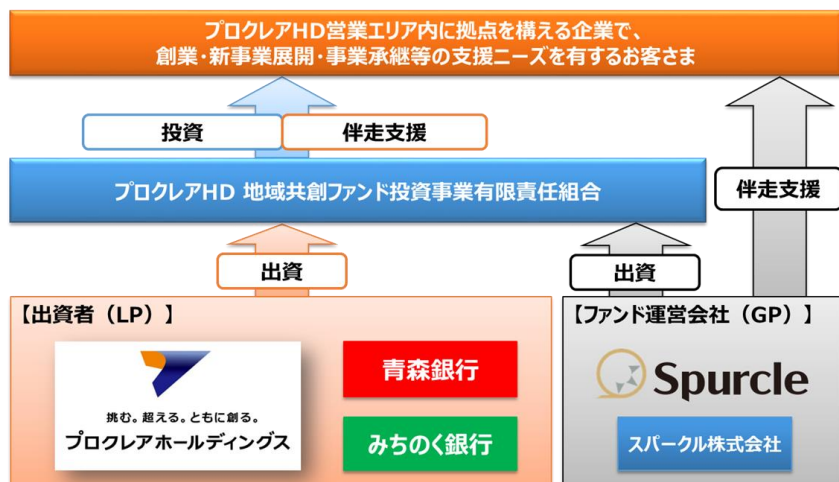 プロクレアHD営業エリア内に拠点を構える企業で、
創業・新事業展開・事業承継等の支援ニーズを有するお客さま
投資
伴走支援
プロクレアHD 地域共創ファンド投資事業有限責任組合
伴走支援
出資
出資
【出資者（LP）】
【ファンド運営会社（GP）】
挑む。超える。ともに創る。
プロクレアホールディングス
青森銀行
みちのく銀行
Spurcle
スパークル株式会社